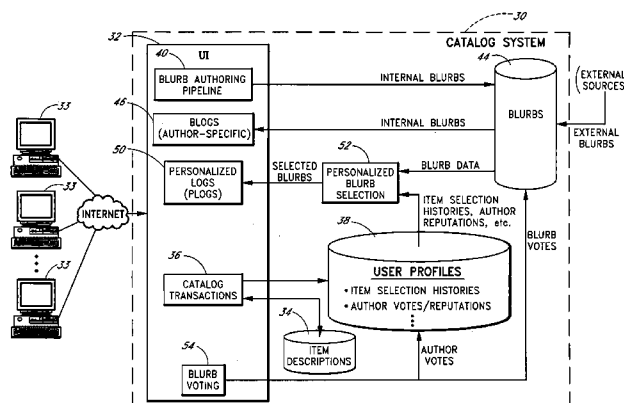 30
32
UI
CATALOG SYSTEM
40
BLURB AUTHORING
PIPELINE
INTERNAL BLURBS
44
(EXTERNAL
SOURCES
33
46
BLOGS
(AUTHOR-SPECIFIC)
INTERNAL BLURBS
BLURBS
EXTERNAL
BLURBS
50
PERSONALIZED
LOGS
(PLOGS)
SELECTED
BLURBS
52
PERSONALIZED
BLURB
SELECTION
BLURB DATA
33
INTERNET
ITEM SELECTION
HISTORIES, AUTHOR
REPUTATIONS, etc.
BLURB
VOTES
38
36
CATALOG
TRANSACTIONS
USER PROFILES
• ITEM SELECTION HISTORIES
• AUTHOR VOTES/REPUTATIONS
33
34
ITEM
DESCRIPTIONS
54
BLURB
VOTING
AUTHOR
VOTES